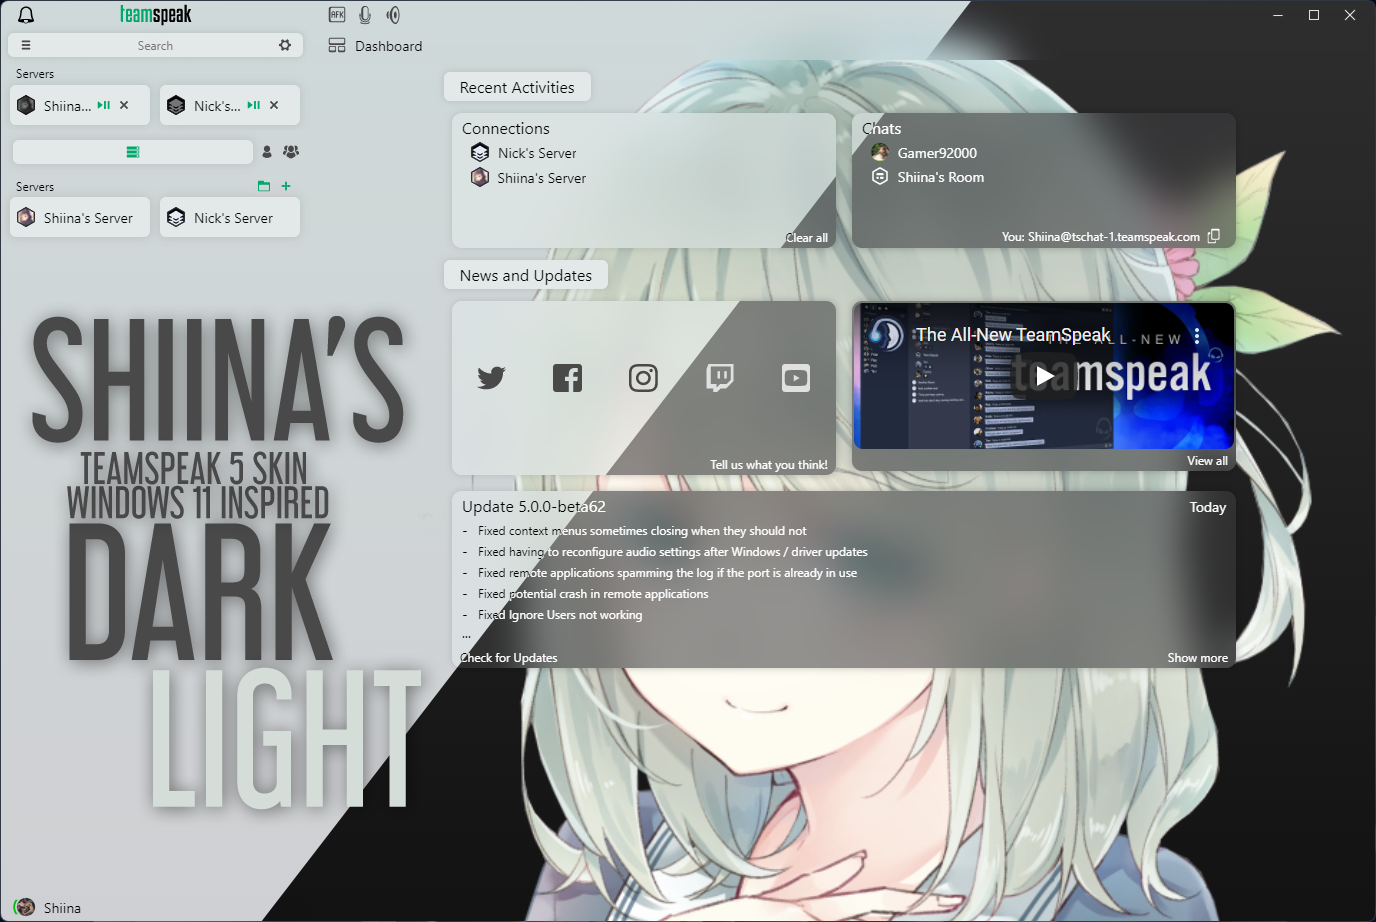 teamspeak
AFK
Search
Dashboard
Servers
Shiina...
Nick's...
Servers
Shiina's Server
Nick's Server
Recent Activities
Connections
Nick's Server
Shiina's Server
Clear all
Chats
Gamer92000
Shiina's Room
You: Shiina@tschat-1.teamspeak.com
News and Updates
Tell us what you think!
The All-New TeamSpeak
THE ALL-NEW
teamspeak
View all
SHIINA'S
TEAMSPEAK 5 SKIN
WINDOWS 11 INSPIRED
DARK
LIGHT
Update 5.0.0-beta62
Today
- Fixed context menus sometimes closing when they should not
- Fixed having to reconfigure audio settings after Windows / driver updates
- Fixed remote applications spamming the log if the port is already in use
- Fixed potential crash in remote applications
- Fixed Ignore Users not working
...
Check for Updates
Show more
Shiina